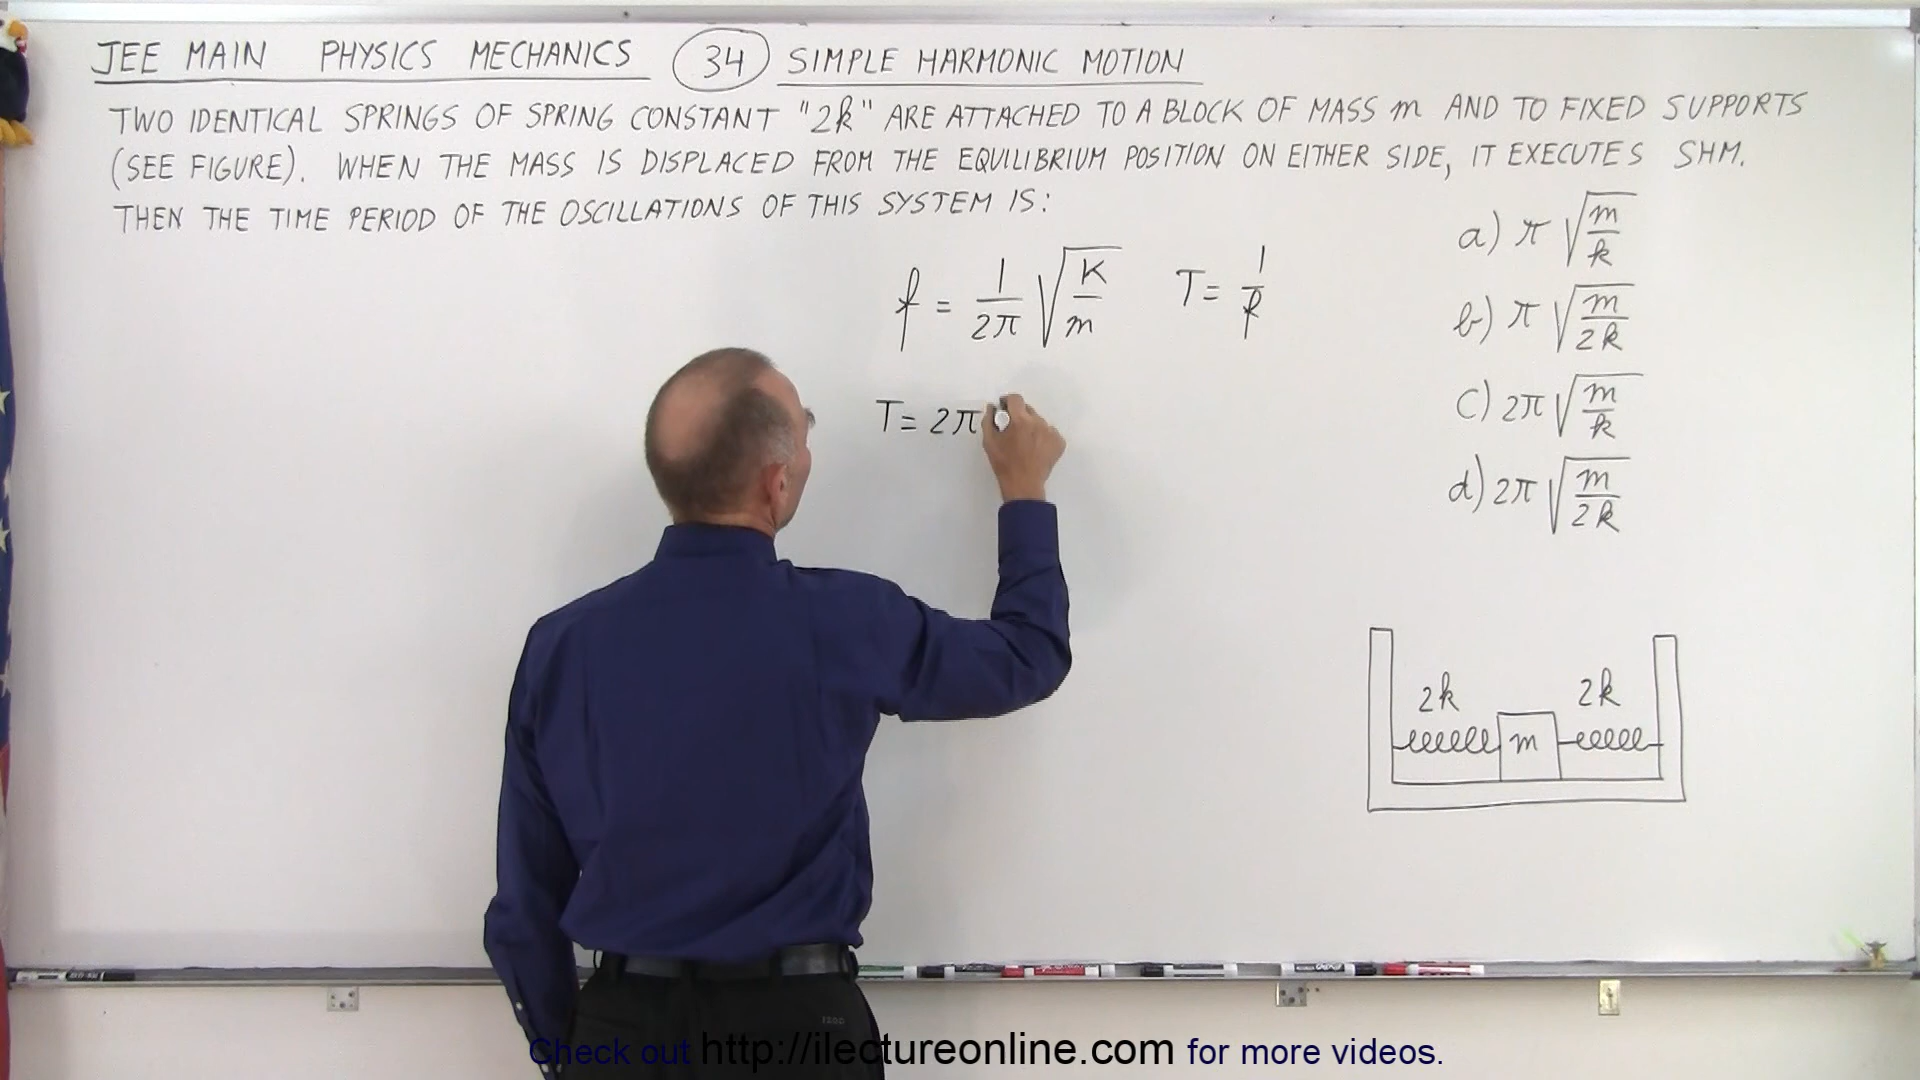 JEE MAIN PHYSICS MECHANICS 34 SIMPLE HARMONIC MOTION
TWO IDENTICAL SPRINGS OF SPRING CONSTANT "2k" ARE ATTACHED TO A BLOCK OF MASS m AND TO FIXED SUPPORTS
(SEE FIGURE). WHEN THE MASS IS DISPLACED FROM THE EQUILIBRIUM POSITION ON EITHER SIDE, IT EXECUTES SHM.
THEN THE TIME PERIOD OF THE OSCILLATIONS OF THIS SYSTEM IS:
f = 1/2π √(K/m) T = 1/f
T = 2π
a) π √(m/k)
b) π √(m/2k)
c) 2π √(m/k)
d) 2π √(m/2k)
2k 2k
m
Check out http://ilectureonline.com for more videos.